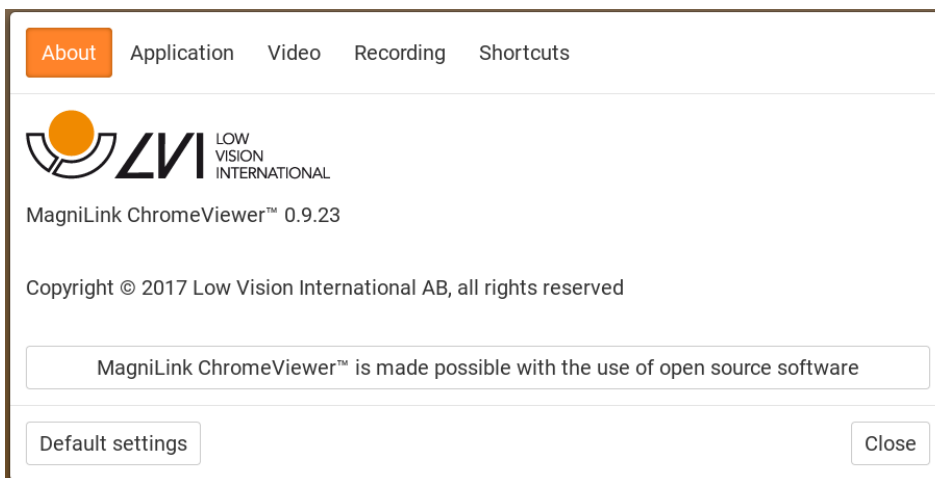 About Application Video Recording Shortcuts
LVI LOW
VISION
INTERNATIONAL
MagniLink ChromeViewer™ 0.9.23
Copyright © 2017 Low Vision International AB, all rights reserved
MagniLink ChromeViewer™ is made possible with the use of open source software
Default settings Close